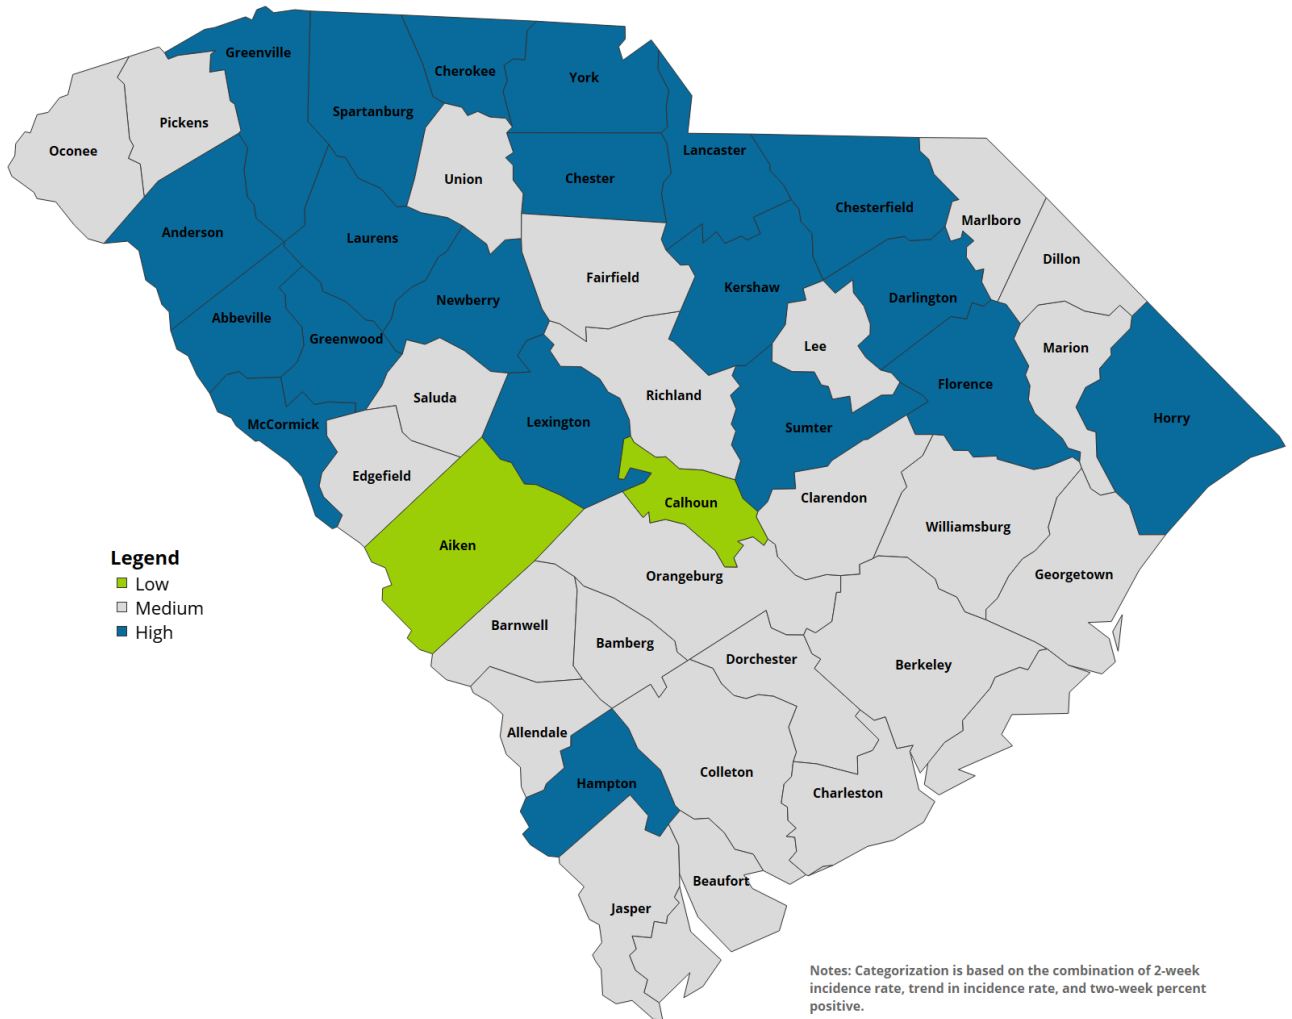 Greenville
Cherokee
York
Spartanburg
Pickens
Oconee
Lancaster
Union
Chester
Chesterfield
Marlboro
Anderson
Laurens
Dillon
Fairfield
Kershaw
Newberry
Darlington
Abbeville
Greenwood
Lee
Marion
Florence
Saluda
Richland
Horry
McCormick
Lexington
Sumter
Edgefield
Calhoun
Clarendon
Williamsburg
Aiken
Legend
Low
Medium
High
Orangeburg
Georgetown
Barnwell
Bamberg
Dorchester
Berkeley
Allendale
Colleton
Hampton
Charleston
Beaufort
Jasper
Notes: Categorization is based on the combination of 2-week
incidence rate, trend in incidence rate, and two-week percent
positive.